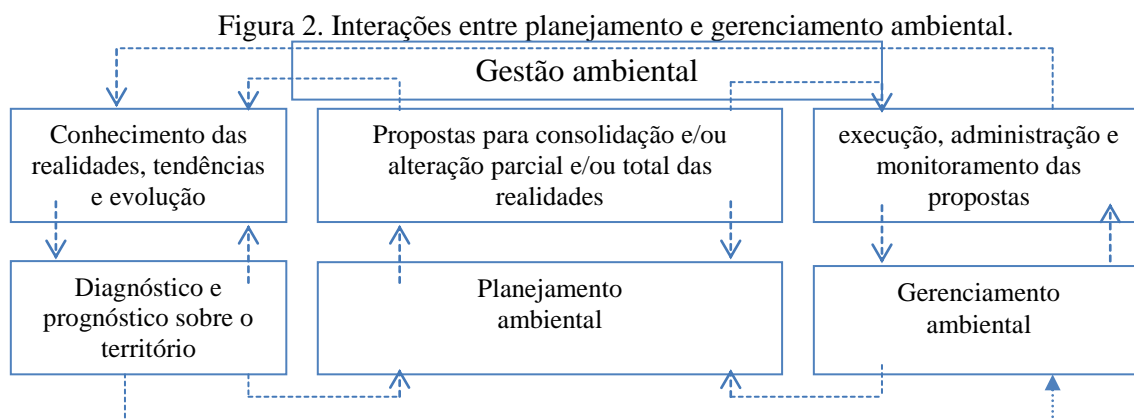 Figura 2. Interações entre planejamento e gerenciamento ambiental.
Gestão ambiental
Conhecimento das
realidades, tendências
e evolução
Propostas para consolidação e/ou
alteração parcial e/ou total das
realidades
execução, administração e
monitoramento das
propostas
Diagnóstico e
prognóstico sobre o
território
Planejamento
ambiental
Gerenciamento
ambiental